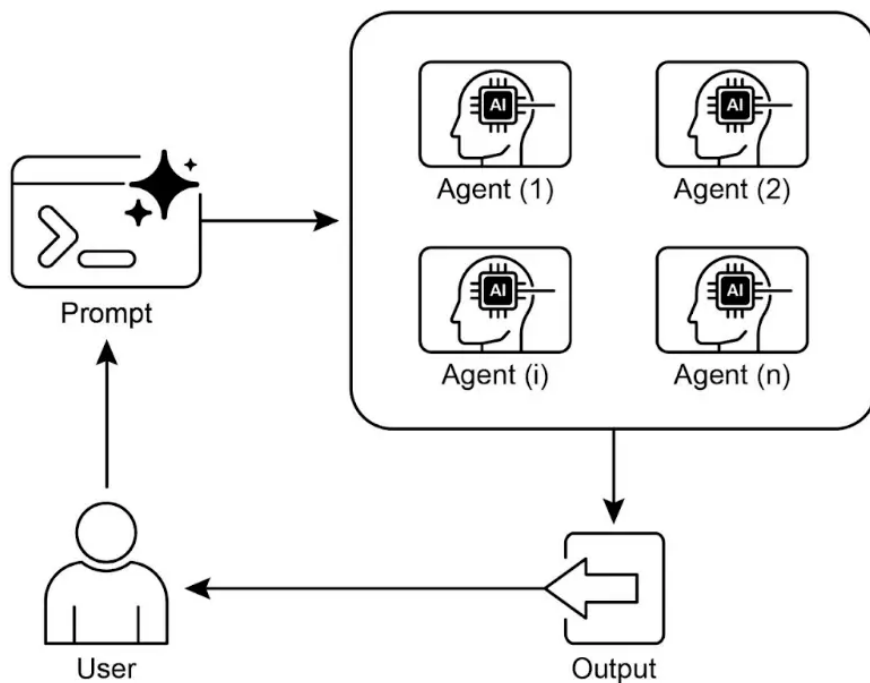 AI
AI
Agent (1)
Agent (2)
Prompt
AI
AI
Agent (i)
Agent (n)
User
Output